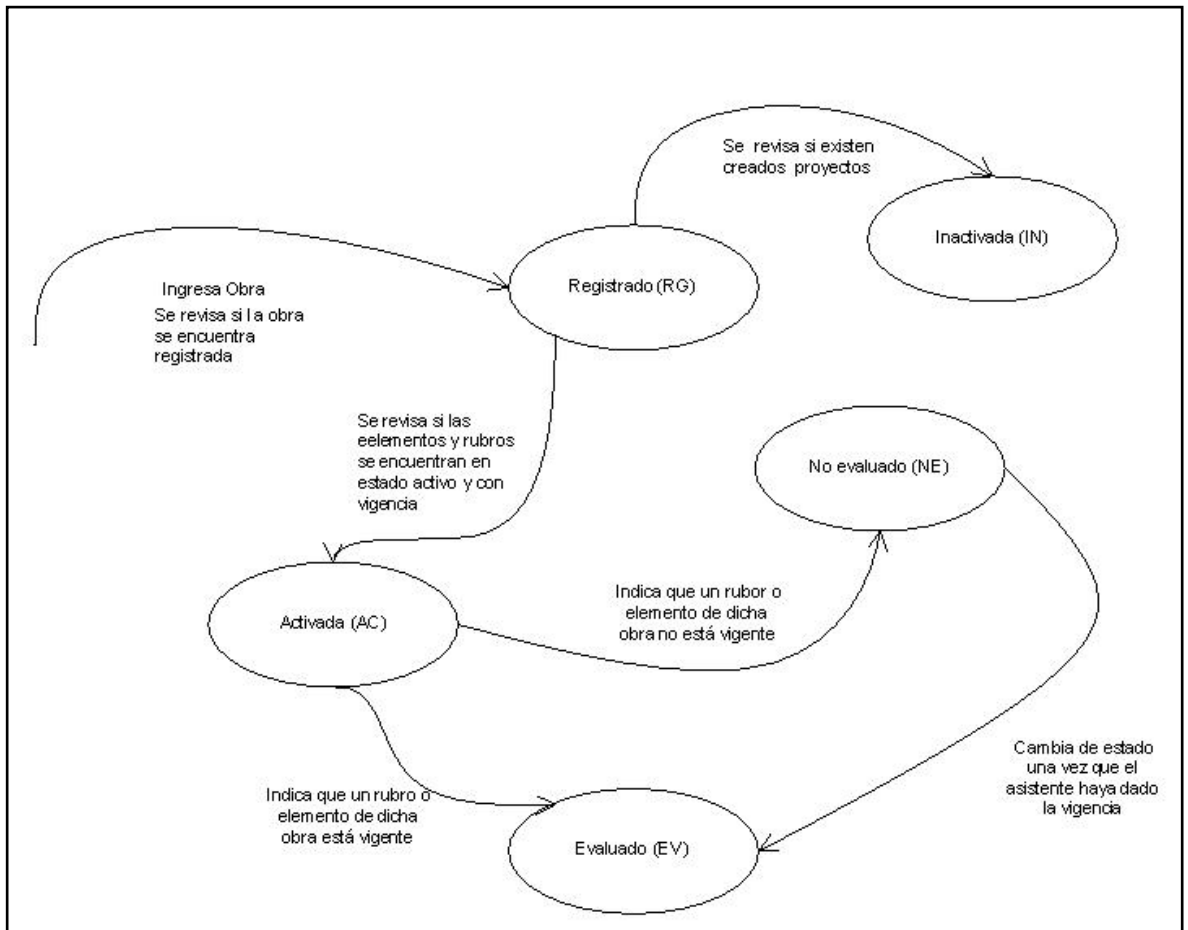 Se revisa si existen
creados proyectos
Inactivada (IN)
Registrado (RG)
Ingresa Obra
Se revisa si la obra
se encuentra
registrada
Se revisa si las
eelementos y rubros
se encuentran en
estado activo y con
vigencia
No evaluado (NE)
Activada (AC)
Indica que un rubor o
elemento de dicha
obra no está vigente
Cambia de estado
una vez que el
asistente haya dado
la vigencia
Indica que un rubro o
elemento de dicha
obra está vigente
Evaluado (EV)